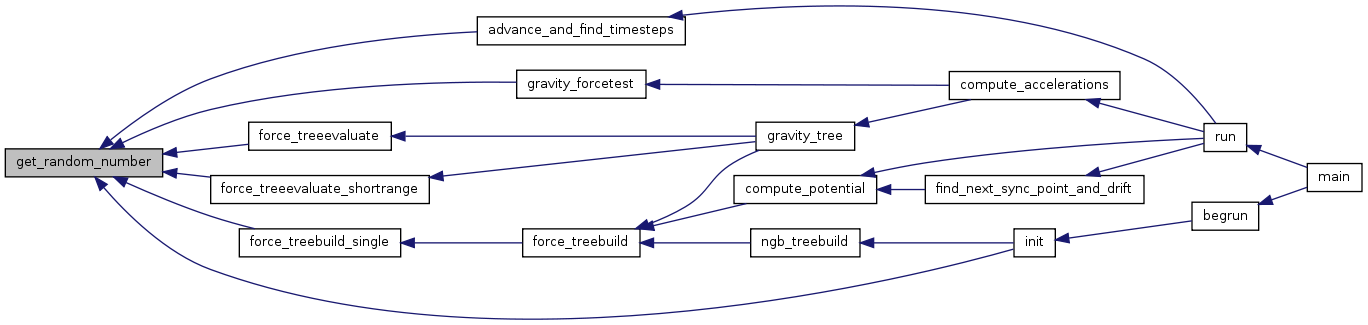 advance_and_find_timesteps
gravity_forcetest
compute_accelerations
force_treeevaluate
gravity_tree
run
get_random_number
main
force_treeevaluate_shortrange
compute_potential
find_next_sync_point_and_drift
begrun
force_treebuild_single
force_treebuild
ngb_treebuild
init